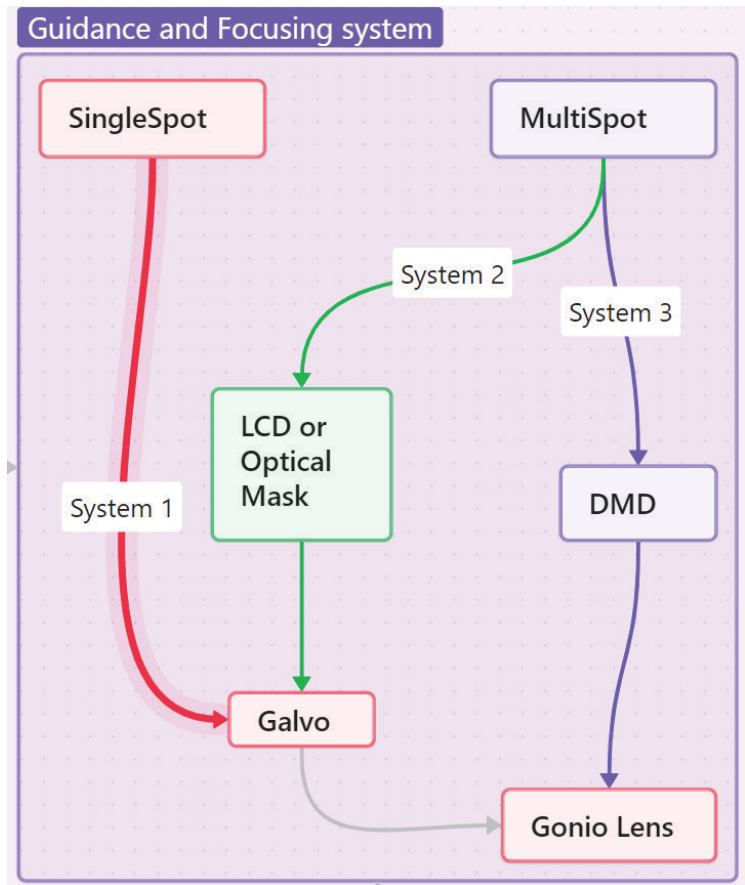 Guidance and Focusing system
SingleSpot
MultiSpot
System 2
System 3
LCD or
Optical
Mask
System 1
DMD
Galvo
Gonio Lens